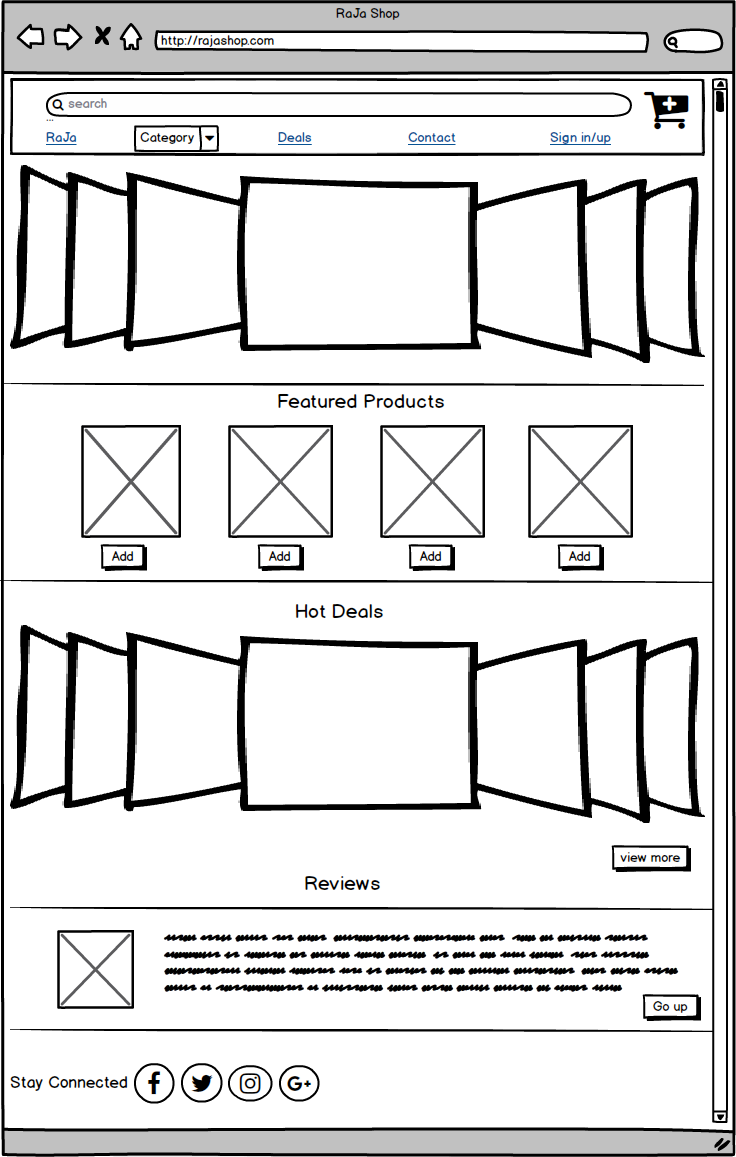 RaJa Shop
http://rajashop.com
search
...
RaJa Category Deals Contact Sign in/up
Featured Products
Add Add Add Add
Hot Deals
view more
Reviews
Go up
Stay Connected
G+